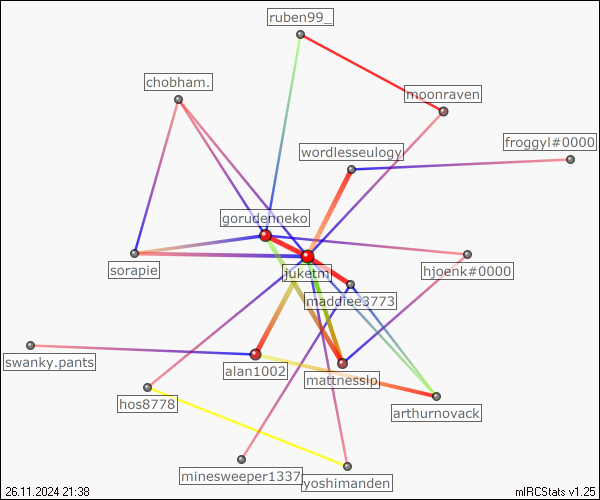 ruben99_
chobham.
moonraven
froggyl#0000
wordlesseulogy
gorudenneko
sorapie
juketm
hjoenk#0000
maddiee3773
swanky.pants
alan1002
mattnesslp
hos8778
arthurnovack
minesweeper1337
yoshimanden
26.11.2024 21:38
mIRCStats v1.25